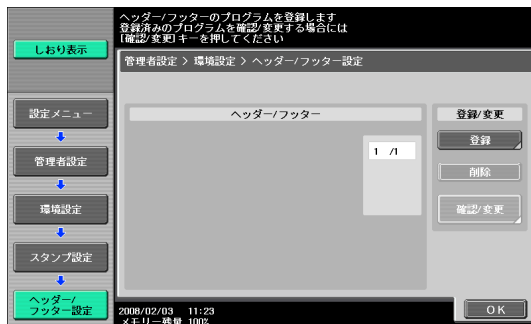 ヘッダー/フッターのプログラムを登録します
登録済みのプログラムを確認/変更する場合には
[確認/変更]キーを押してください
しおり表示
管理者設定 > 環境設定 > ヘッダー/フッター設定
設定メニュー
管理者設定
環境設定
スタンプ設定
ヘッダー/
フッター設定
ヘッダー/フッター
1 /1
登録/変更
登録
削除
確認/変更
2008/02/03 11:23
メモリー残量 100%
OK